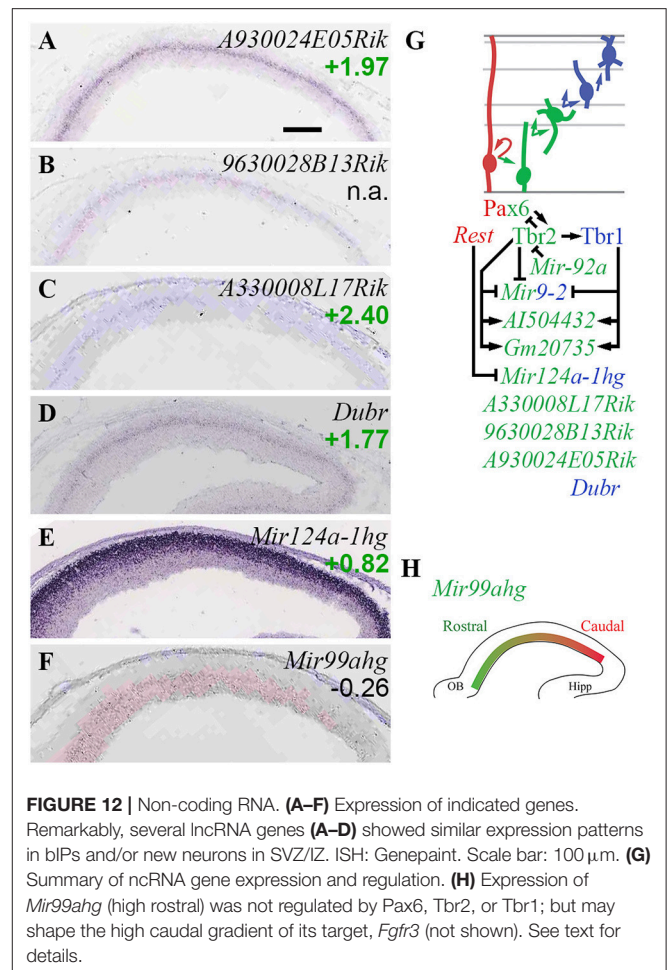 A
A930024E05Rik
+1.97
B
9630028B13Rik
n.a.
C
A330008L17Rik
+2.40
D
Dubr
+1.77
E
Mir124a-1hg
+0.82
F
Mir99ahg
-0.26
G
Pax6
Rest Tbr2 Tbr1
Mir-92a
Mir9-2
AI504432
Gm20735
Mir124a-1hg
A330008L17Rik
9630028B13Rik
A930024E05Rik
Dubr
H
Mir99ahg
Rostral Caudal
OB Hipp
FIGURE 12 | Non-coding RNA. (A–F) Expression of indicated genes.
Remarkably, several lncRNA genes (A–D) showed similar expression patterns
in bIPs and/or new neurons in SVZ/IZ. ISH: Genepaint. Scale bar: 100 μm. (G)
Summary of ncRNA gene expression and regulation. (H) Expression of
Mir99ahg (high rostral) was not regulated by Pax6, Tbr2, or Tbr1; but may
shape the high caudal gradient of its target, Fgfr3 (not shown). See text for
details.